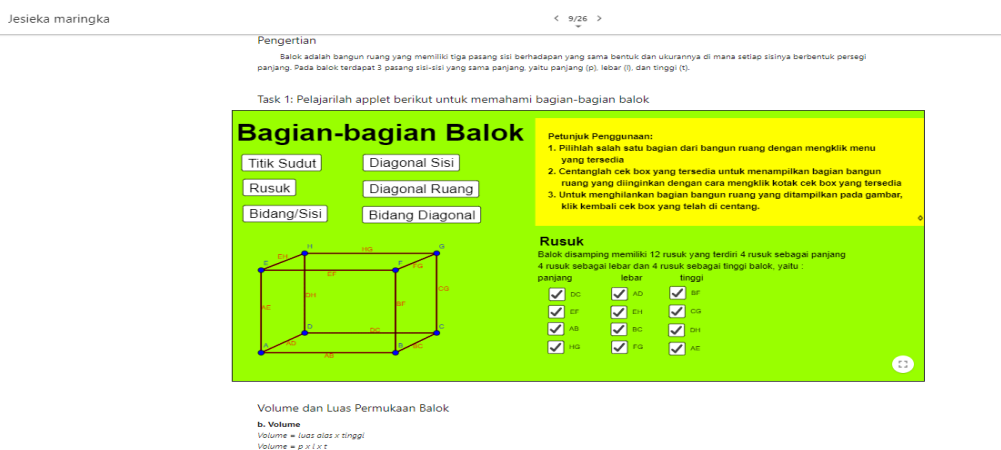 Jesieka maringka
9/26
Pengertian
Balok adalah bangun ruang yang memiliki tiga pasang sisi berhadapan yang sama bentuk dan ukurannya di mana setiap sisinya berbentuk persegi
panjang. Pada balok terdapat 3 pasang sisi-sisi yang sama panjang, yaitu panjang (p), lebar (l), dan tinggi (t).
Task 1: Pelajarilah applet berikut untuk memahami bagian-bagian balok
Bagian-bagian Balok
Titik Sudut
Diagonal Sisi
Rusuk
Diagonal Ruang
Bidang/Sisi
Bidang Diagonal
Petunjuk Penggunaan:
1. Pilihlah salah satu bagian dari bangun ruang dengan mengklik menu
yang tersedia
2. Centanglah cek box yang tersedia untuk menampilkan bagian bangun
ruang yang diinginkan dengan cara mengklik kotak cek box yang tersedia
3. Untuk menghilankan bagian bangun ruang yang ditampilkan pada gambar,
klik kembali cek box yang telah di centang.
H
HG
G
EH
E
F
FG
EF
DH
CG
AE
BF
D
DC
C
AD
A
B
BC
AB
Rusuk
Balok disamping memiliki 12 rusuk yang terdiri 4 rusuk sebagai panjang
4 rusuk sebagai lebar dan 4 rusuk sebagai tinggi balok, yaitu :
panjang lebar tinggi
DC AD BF
EF EH CG
AB BC DH
HG FG AE
Volume dan Luas Permukaan Balok
b. Volume
Volume = luas alas x tinggi
Volume = p x l x t